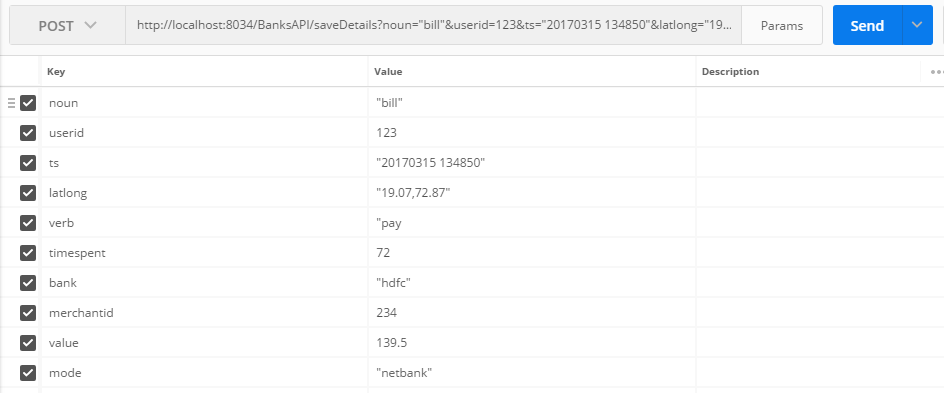 POST http://localhost:8034/BanksAPI/saveDetails?noun="bill"&userid=123&ts="20170315 134850"&latlong="19... Params Send
Key Value Description
noun "bill"
userid 123
ts "20170315 134850"
latlong "19.07,72.87"
verb "pay
timespent 72
bank "hdfc"
merchantid 234
value 139.5
mode "netbank"